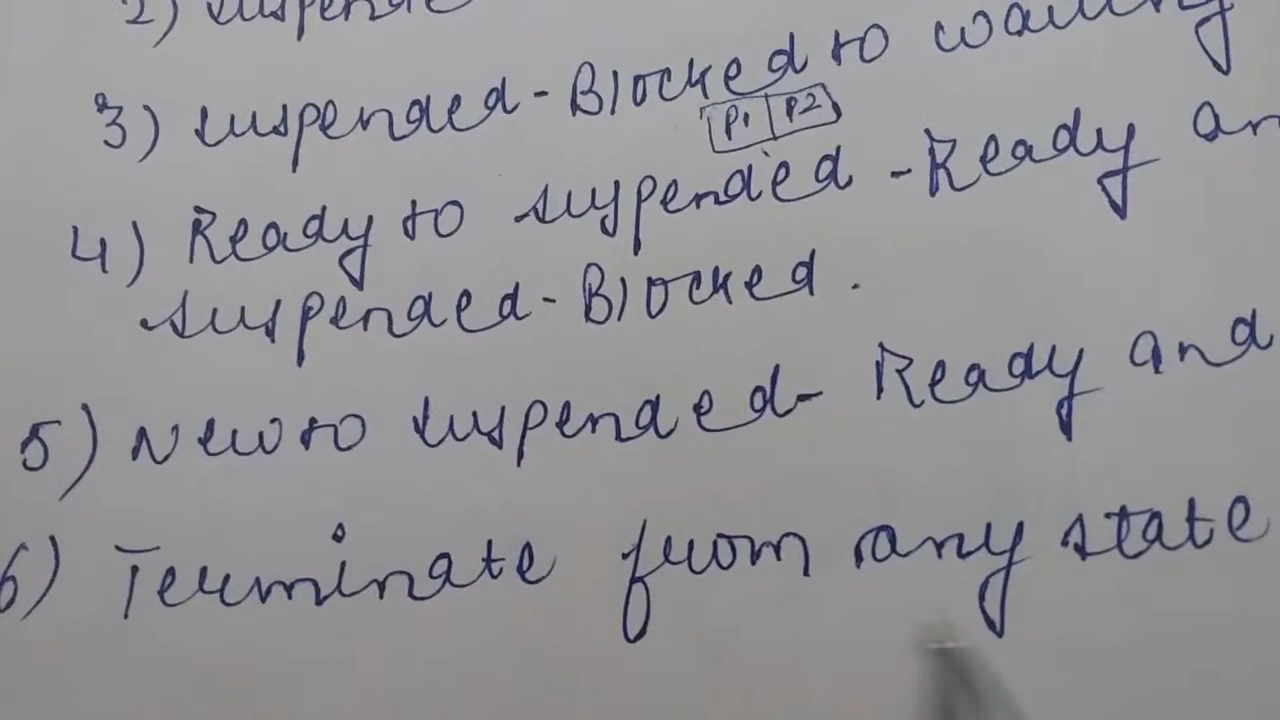 3) suspended-Blocked to waiting
P1 P2
4) Ready to suspended-Ready
suspended-Blocked.
5) New to suspended-Ready and
6) Terminate from any state